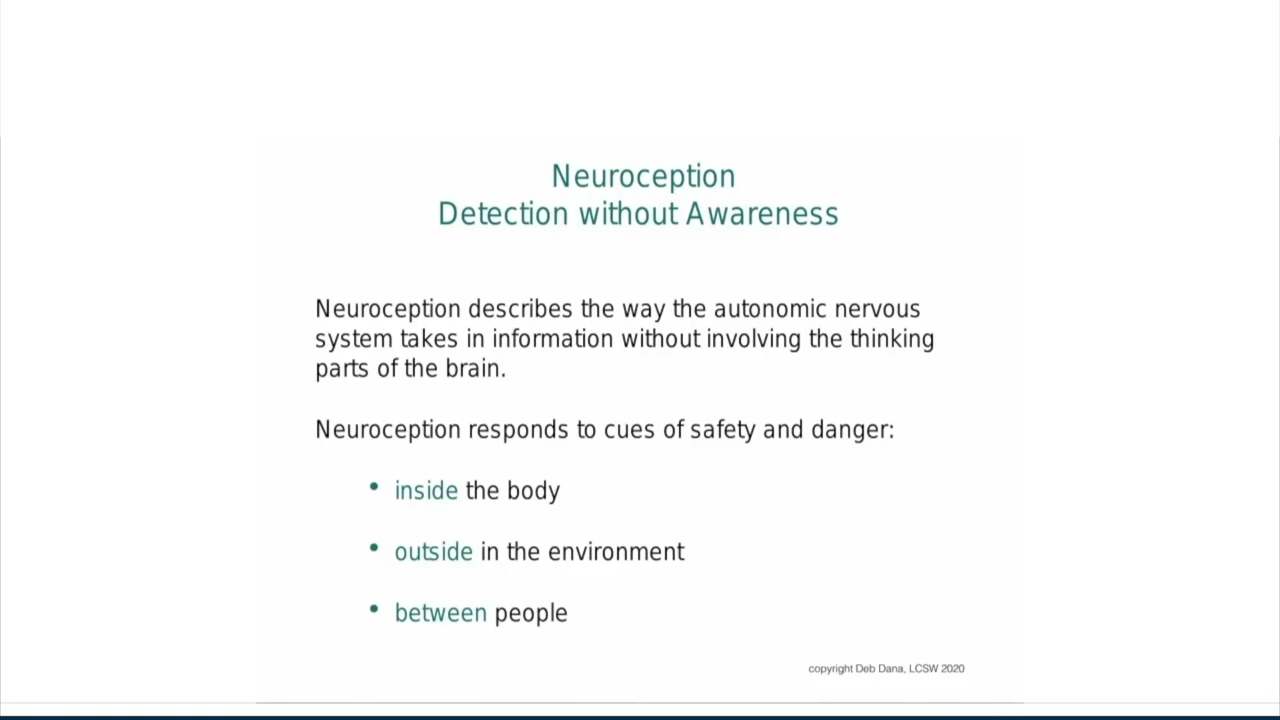 Neuroception
Detection without Awareness
Neuroception describes the way the autonomic nervous
system takes in information without involving the thinking
parts of the brain.
Neuroception responds to cues of safety and danger:
• inside the body
• outside in the environment
• between people
copyright Deb Dana, LCSW 2020